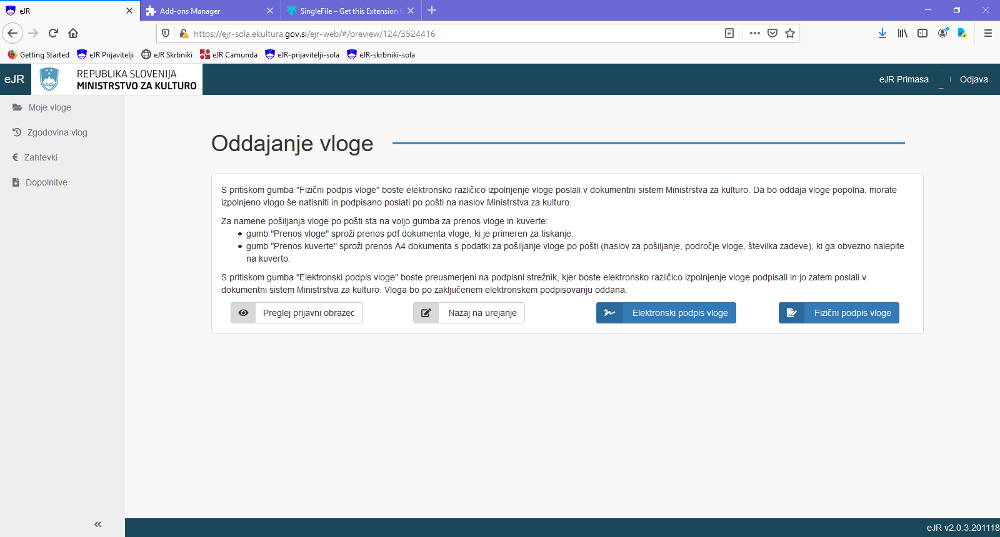 eJR
Add-ons Manager
SingleFile – Get this Extension
https://ejr-sola.ekultura.gov.si/ejr-web/#/preview/124/3524416
Getting Started
eJR Prijavitelji
eJR Skrbniki
eJR Camunda
eJR-prijavitelji-sola
eJR-skrbniki-sola
eJR
REPUBLIKA SLOVENIJA
MINISTRSTVO ZA KULTURO
eJR Primasa
Odjava
Moje vloge
Zgodovina vlog
Zahtevki
Dopolnitve
Oddajanje vloge
S pritiskom gumba "Fizični podpis vloge" boste elektronsko različico izpolnjenje vloge poslali v dokumentni sistem Ministrstva za kulturo. Da bo oddaja vloge popolna, morate
izpolnjeno vlogo še natisniti in podpisano poslati po pošti na naslov Ministrstva za kulturo.
Za namene pošiljanja vloge po pošti sta na voljo gumba za prenos vloge in kuverte:
• gumb "Prenos vloge" sproži prenos pdf dokumenta vloge, ki je primeren za tiskanje.
• gumb "Prenos kuverte" sproži prenos A4 dokumenta s podatki za pošiljanje vloge po pošti (naslov za pošiljanje, področje vloge, številka zadeve), ki ga obvezno nalepite
na kuverto.
S pritiskom gumba "Elektronski podpis vloge" boste preusmerjeni na podpisni strežnik, kjer boste elektronsko različico izpolnjenje vloge podpisali in jo zatem poslali v
dokumentni sistem Ministrstva za kulturo. Vloga bo po zaključenem elektronskem podpisovanju oddana.
Preglej prijavni obrazec
Nazaj na urejanje
Elektronski podpis vloge
Fizični podpis vloge
eJR v2.0.3.201118